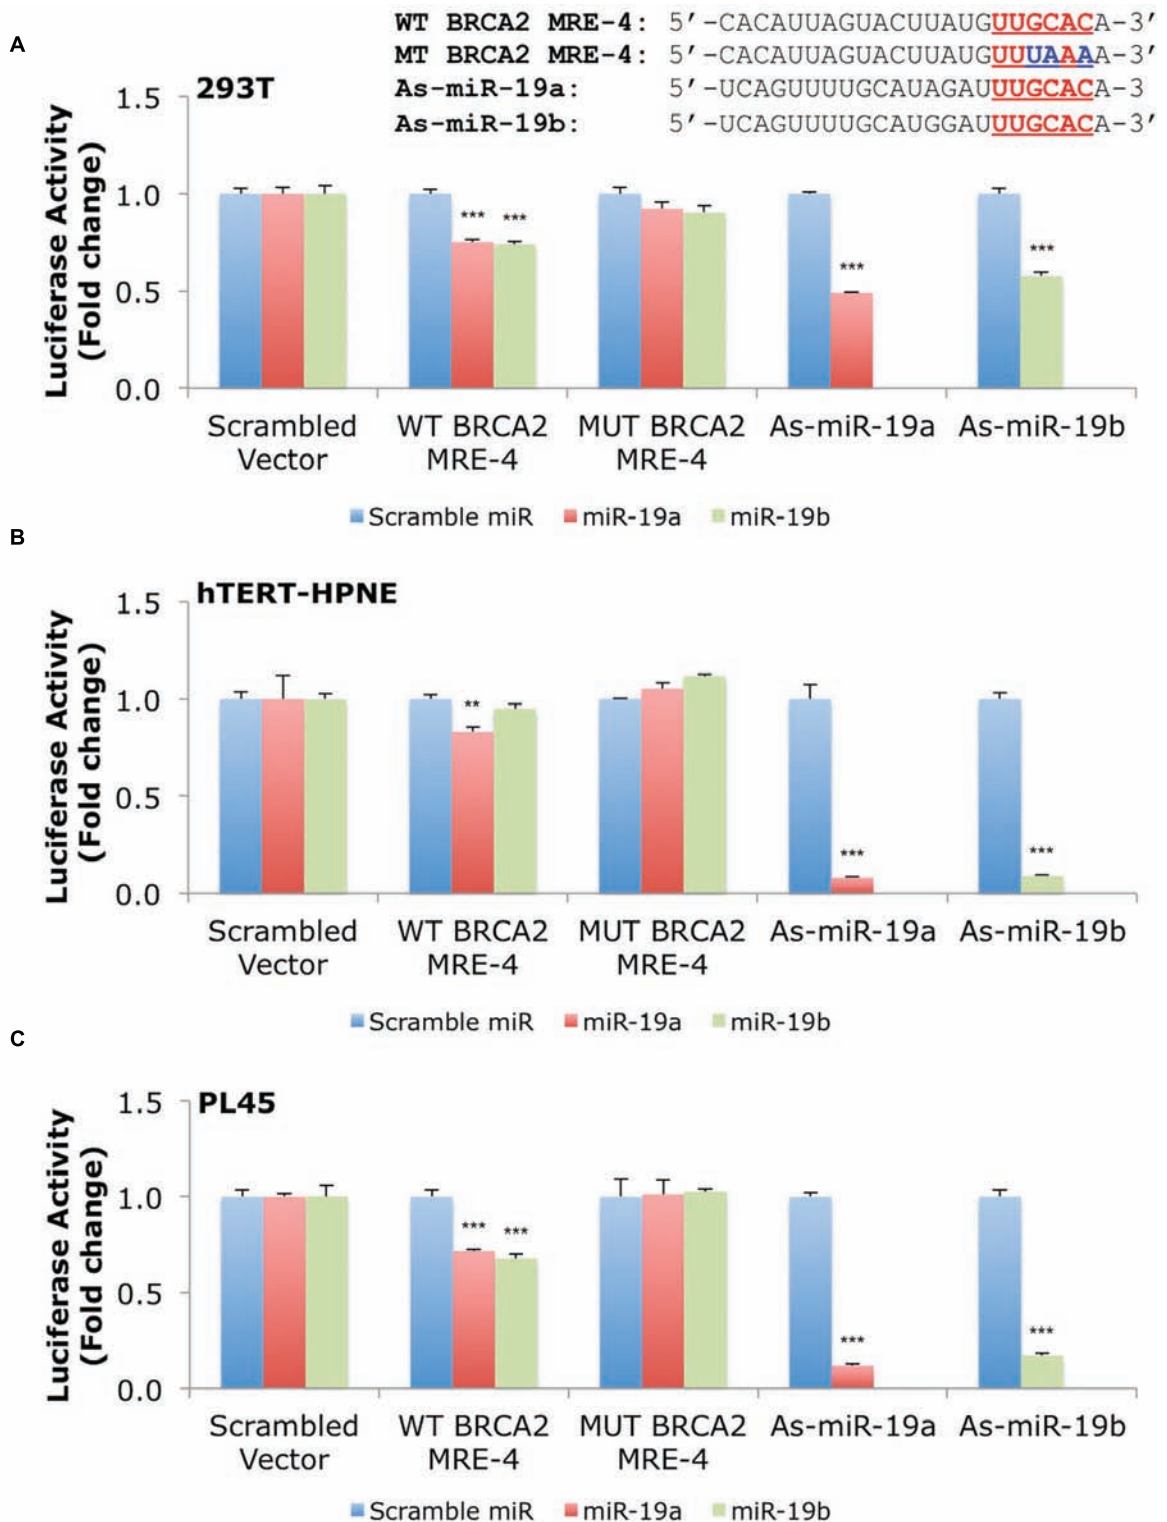 A
WT BRCA2 MRE-4: 5’-CACAUUAGUACUUAUGUUGCACA-3’
MT BRCA2 MRE-4: 5’-CACAUUAGUACUUAUGUUUAAAA-3’
As-miR-19a: 5’-UCAGUUUUGCAUAGAUUUGCACA-3
As-miR-19b: 5’-UCAGUUUUGCAUGGAUUUGCACA-3’
293T
Luciferase Activity
(Fold change)
1.5
1.0
0.5
0.0
*** *** *** ***
Scrambled Vector
WT BRCA2 MRE-4
MUT BRCA2 MRE-4
As-miR-19a
As-miR-19b
Scramble miR miR-19a miR-19b
B
hTERT-HPNE
Luciferase Activity
(Fold change)
1.5
1.0
0.5
0.0
** *** ***
Scrambled Vector
WT BRCA2 MRE-4
MUT BRCA2 MRE-4
As-miR-19a
As-miR-19b
Scramble miR miR-19a miR-19b
C
PL45
Luciferase Activity
(Fold change)
1.5
1.0
0.5
0.0
*** *** *** ***
Scrambled Vector
WT BRCA2 MRE-4
MUT BRCA2 MRE-4
As-miR-19a
As-miR-19b
Scramble miR miR-19a miR-19b